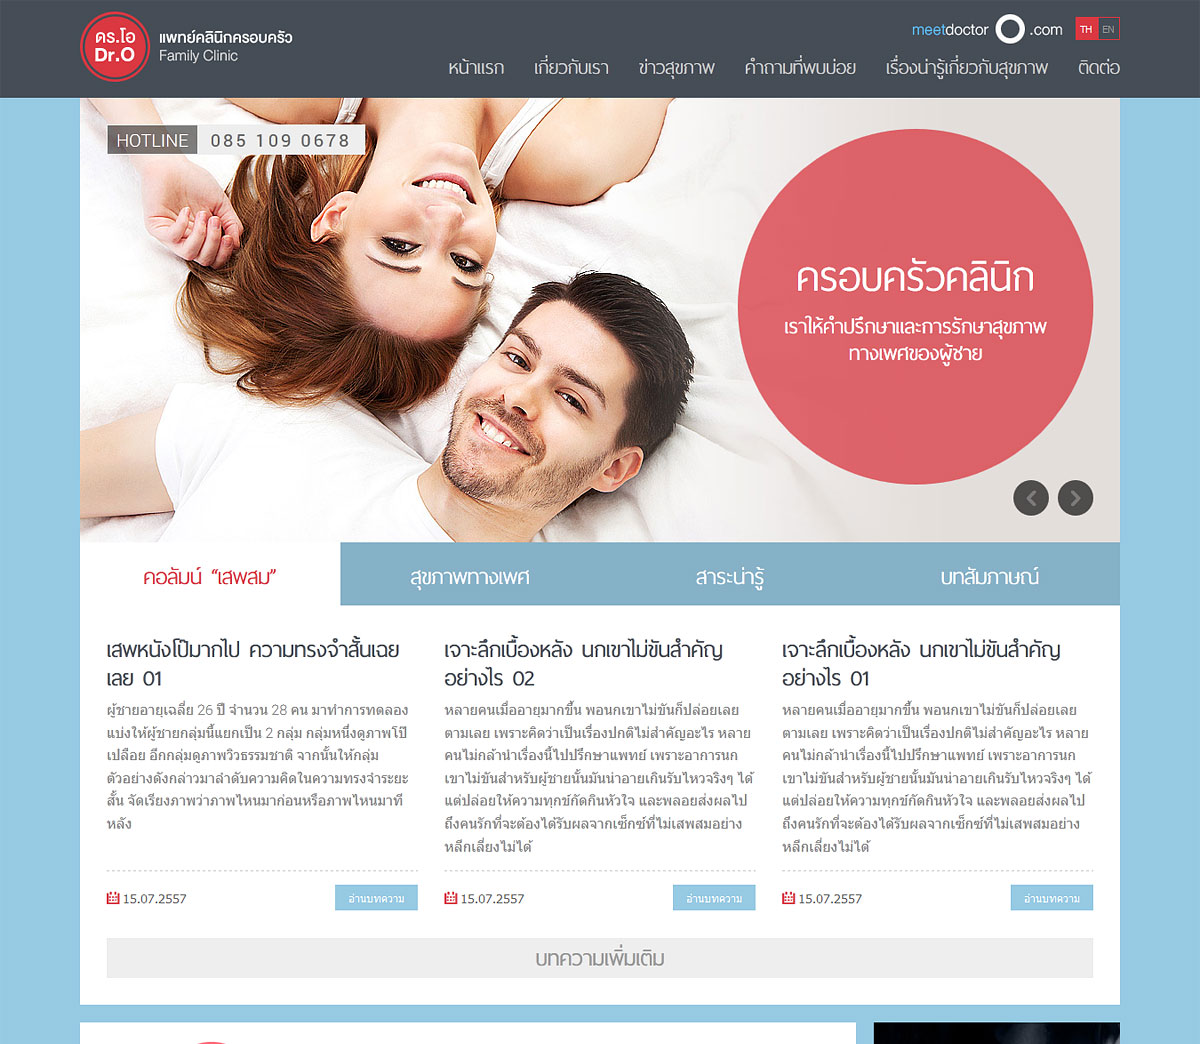 ดร.โอ
Dr.O
แพทย์คลินิกครอบครัว
Family Clinic
meetdoctor O .com
TH EN
หน้าแรก เกี่ยวกับเรา ข่าวสุขภาพ คำถามที่พบบ่อย เรื่องน่ารู้เกี่ยวกับสุขภาพ ติดต่อ
HOTLINE 085 109 0678
ครอบครัวคลินิก
เราให้คำปรึกษาและการรักษาสุขภาพ
ทางเพศของผู้ชาย
คอลัมน์ “เสพสม” สุขภาพทางเพศ สาระน่ารู้ บทสัมภาษณ์
เสพหนังโป๊มากไป ความทรงจำสั้นเฉย
เลย 01
ผู้ชายอายุเฉลี่ย 26 ปี จำนวน 28 คน มาทำการทดลอง
แบ่งให้ผู้ชายกลุ่มนี้แยกเป็น 2 กลุ่ม กลุ่มหนึ่งดูภาพโป๊
เปลือย อีกกลุ่มดูภาพวิวธรรมชาติ จากนั้นให้กลุ่ม
ตัวอย่างดังกล่าวมาลำดับความคิดในความทรงจำระยะ
สั้น จัดเรียงภาพว่าภาพไหนมาก่อนหรือภาพไหนมาที
หลัง
15.07.2557
อ่านบทความ
เจาะลึกเบื้องหลัง นกเขาไม่ขันสำคัญ
อย่างไร 02
หลายคนเมื่ออายุมากขึ้น พอนกเขาไม่ขันก็ปล่อยเลย
ตามเลย เพราะคิดว่าเป็นเรื่องปกติไม่สำคัญอะไร หลาย
คนไม่กล้านำเรื่องนี้ไปปรึกษาแพทย์ เพราะอาการนก
เขาไม่ขันสำหรับผู้ชายนั้นมันน่าอายเกินรับไหวจริงๆ ได้
แต่ปล่อยให้ความทุกข์กัดกินหัวใจ และพลอยส่งผลไป
ถึงคนรักที่จะต้องได้รับผลจากเซ็กซ์ที่ไม่เสพสมอย่าง
หลีกเลี่ยงไม่ได้
15.07.2557
อ่านบทความ
เจาะลึกเบื้องหลัง นกเขาไม่ขันสำคัญ
อย่างไร 01
หลายคนเมื่ออายุมากขึ้น พอนกเขาไม่ขันก็ปล่อยเลย
ตามเลย เพราะคิดว่าเป็นเรื่องปกติไม่สำคัญอะไร หลาย
คนไม่กล้านำเรื่องนี้ไปปรึกษาแพทย์ เพราะอาการนก
เขาไม่ขันสำหรับผู้ชายนั้นมันน่าอายเกินรับไหวจริงๆ ได้
แต่ปล่อยให้ความทุกข์กัดกินหัวใจ และพลอยส่งผลไป
ถึงคนรักที่จะต้องได้รับผลจากเซ็กซ์ที่ไม่เสพสมอย่าง
หลีกเลี่ยงไม่ได้
15.07.2557
อ่านบทความ
บทความเพิ่มเติม